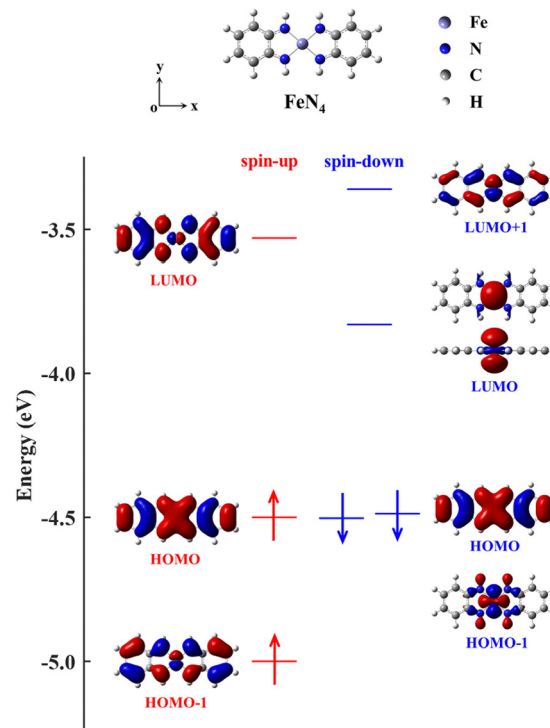 Fe
N
C
H
y
o
x
FeN₄
spin-up
spin-down
Energy (eV)
-3.5
-4.0
-4.5
-5.0
LUMO
HOMO
HOMO-1
LUMO+1
LUMO
HOMO
HOMO-1